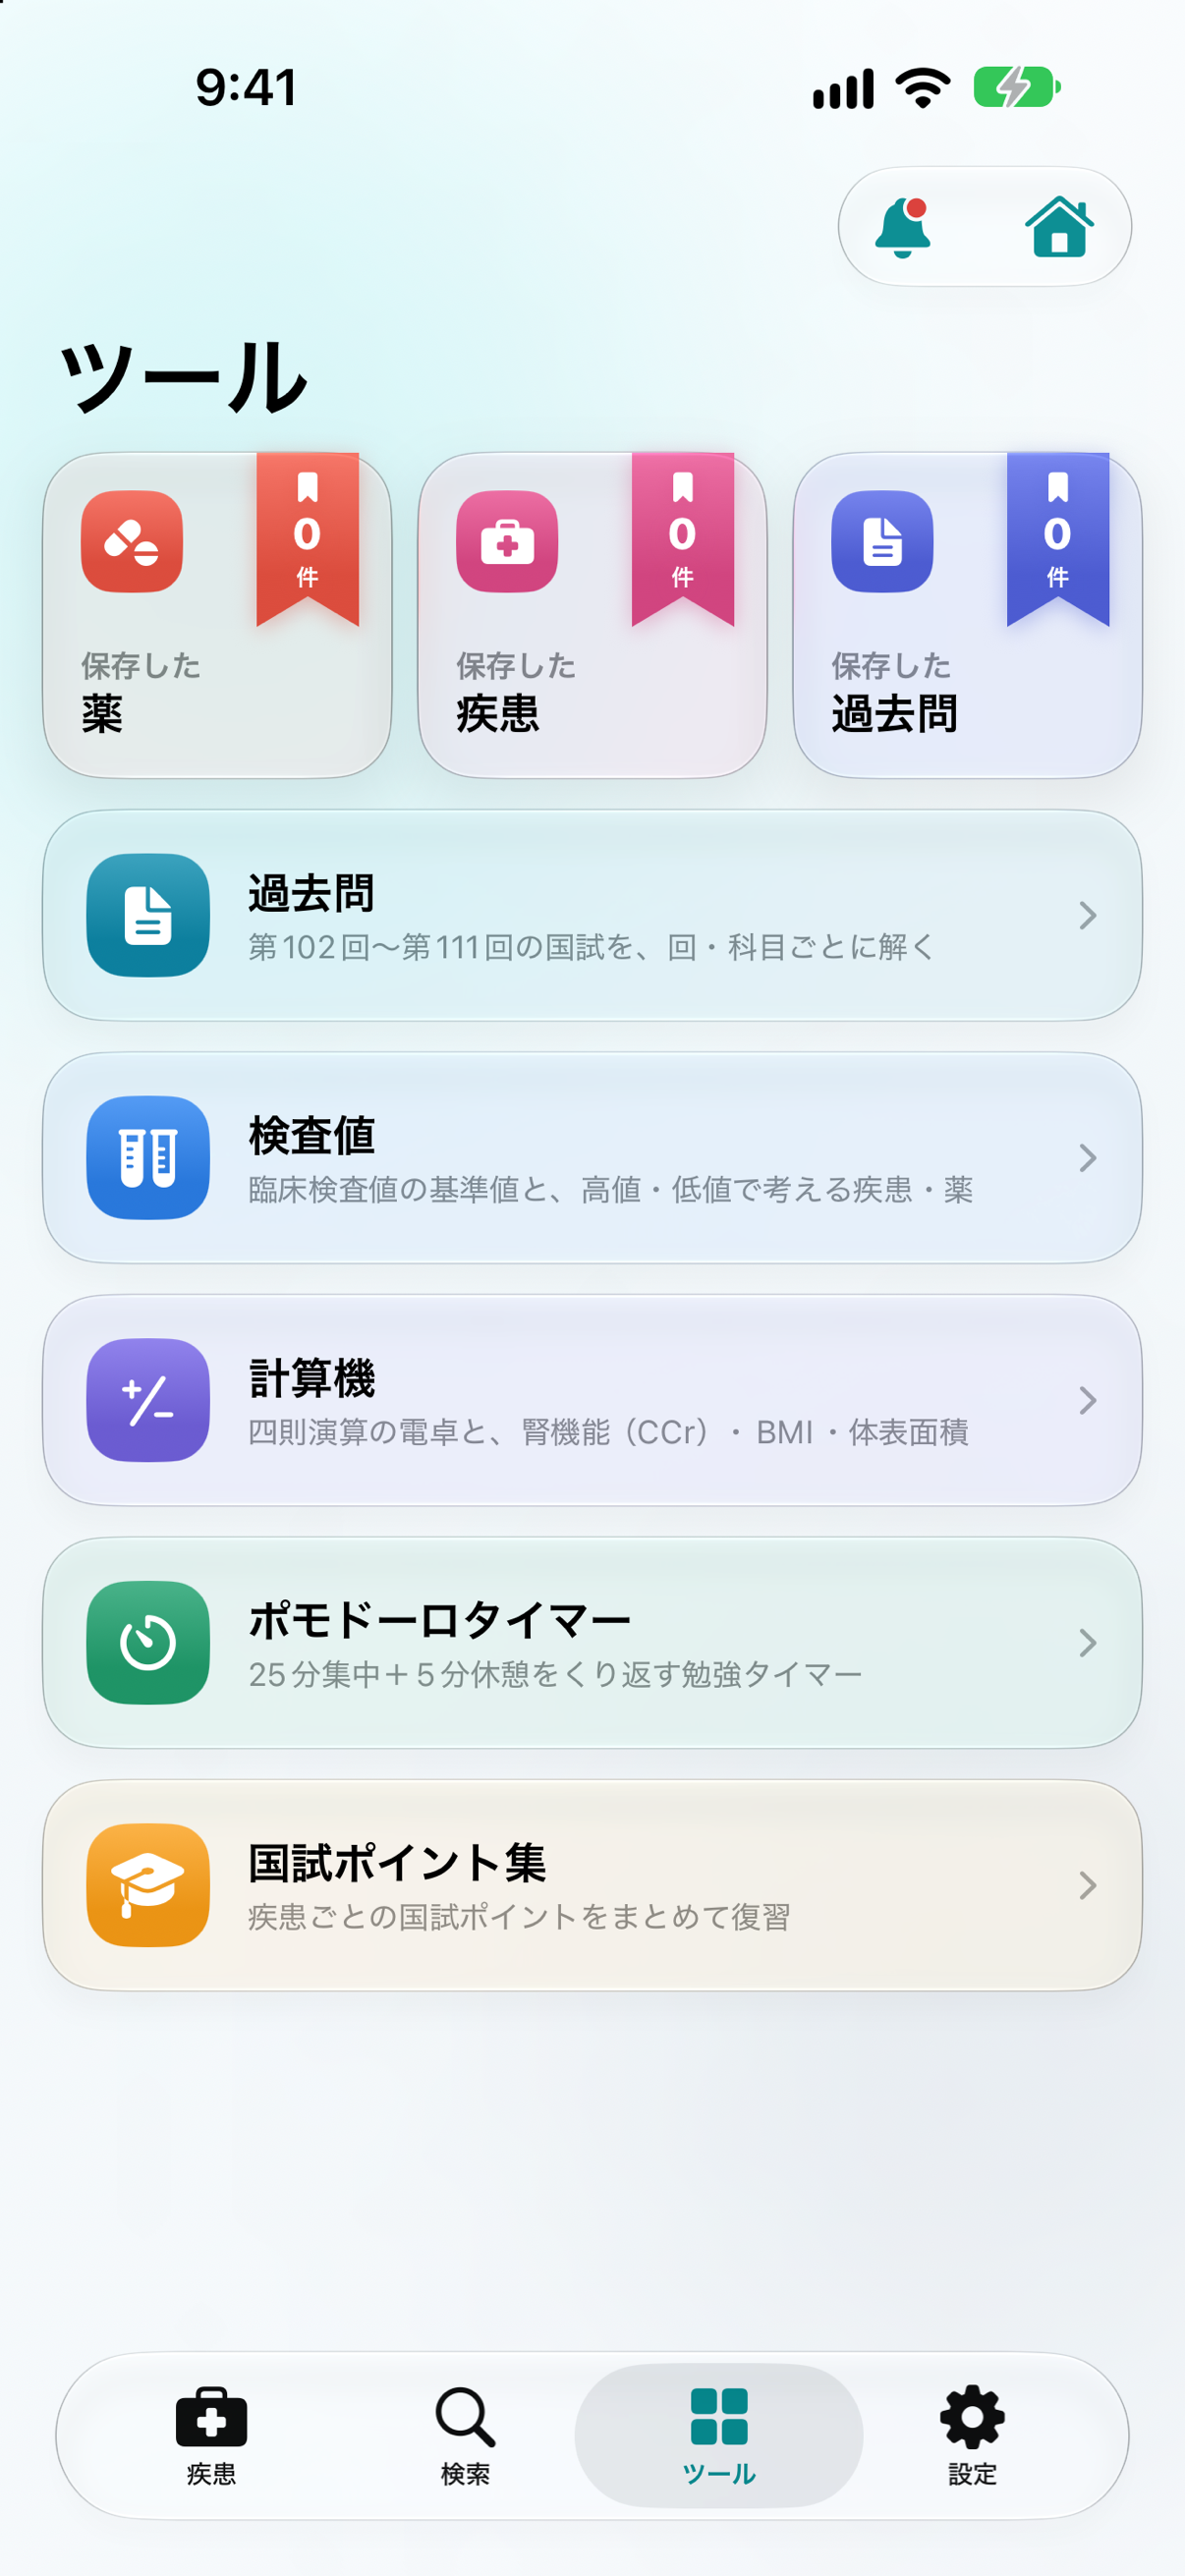 9:41
ツール
0
件
保存した
薬
0
件
保存した
疾患
0
件
保存した
過去問
過去問
第102回〜第111回の国試を、回・科目ごとに解く
検査値
臨床検査値の基準値と、高値・低値で考える疾患・薬
計算機
四則演算の電卓と、腎機能（CCr）・BMI・体表面積
ポモドーロタイマー
25分集中＋5分休憩をくり返す勉強タイマー
国試ポイント集
疾患ごとの国試ポイントをまとめて復習
疾患
検索
ツール
設定